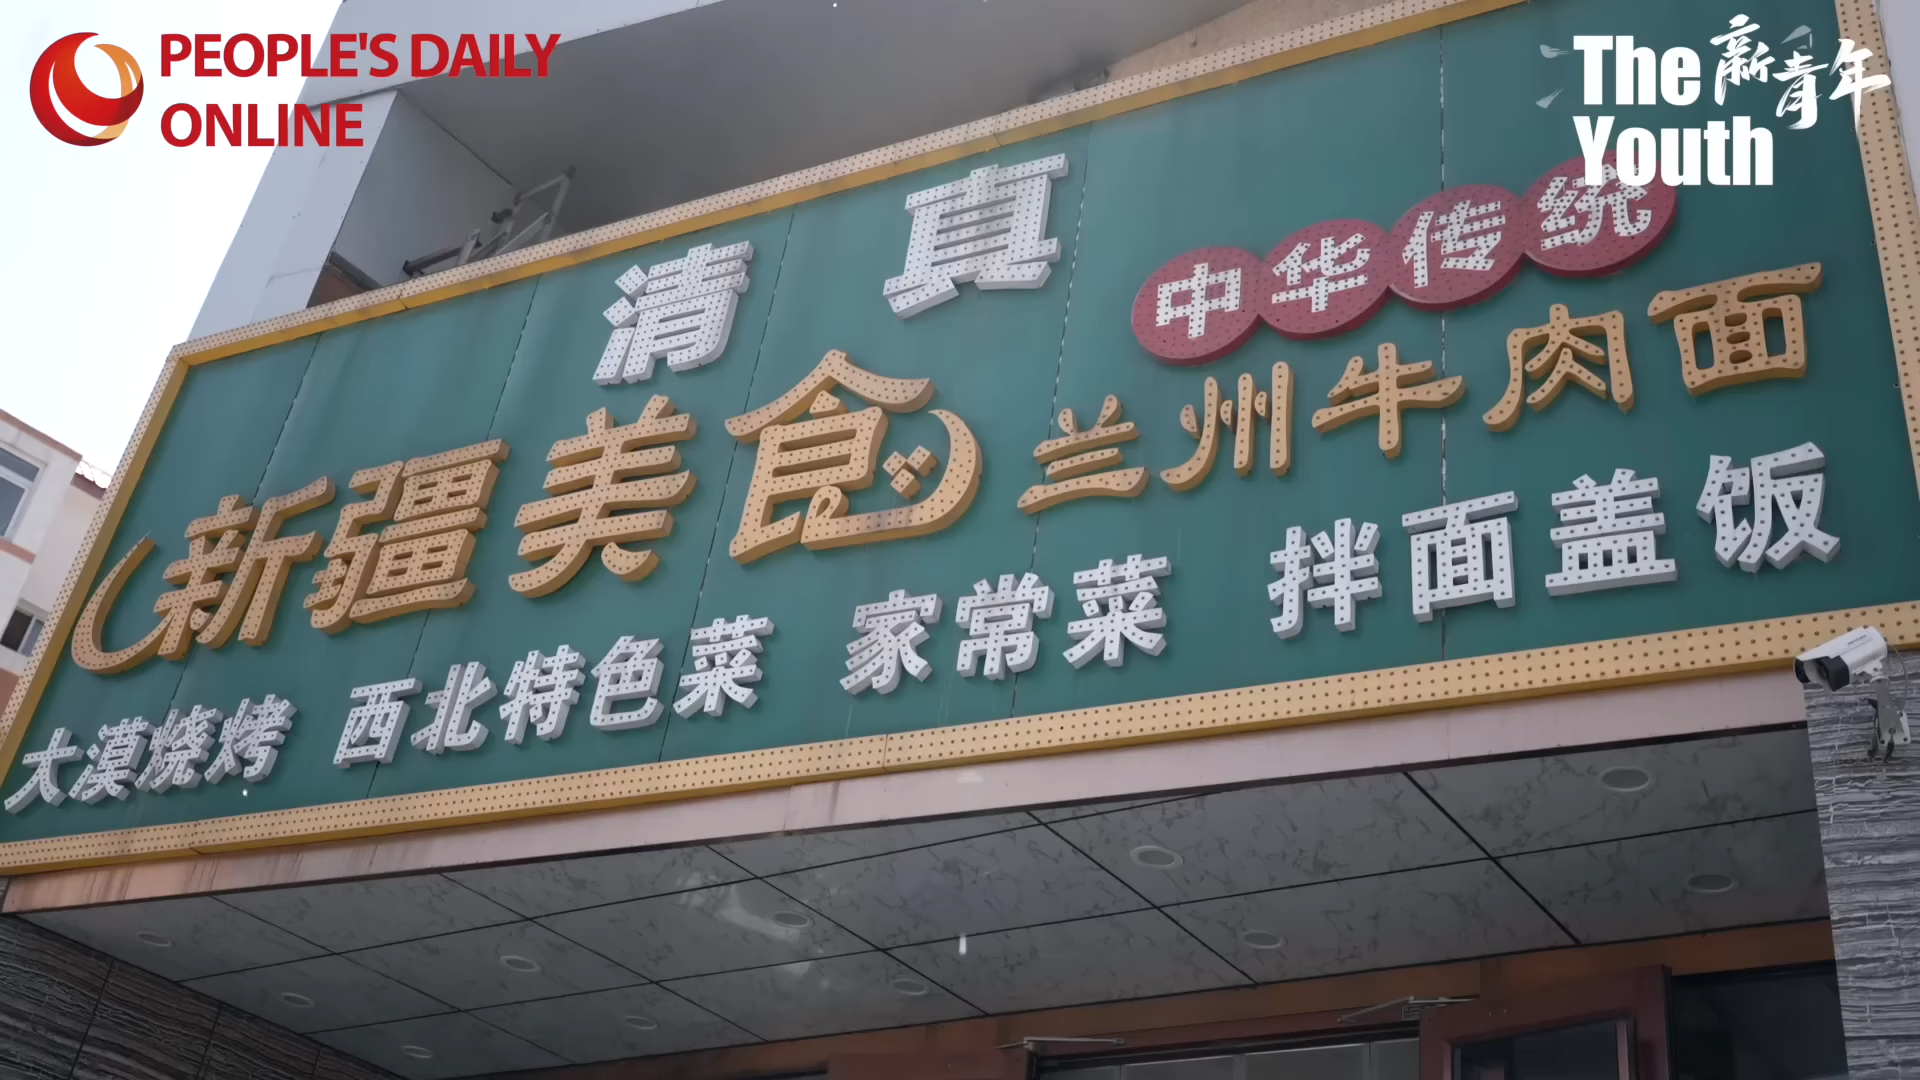 PEOPLE'S DAILY
ONLINE
The 新青年
Youth
清真
中华传统
新疆美食
兰州牛肉面
大漠烧烤 西北特色菜 家常菜 拌面盖饭